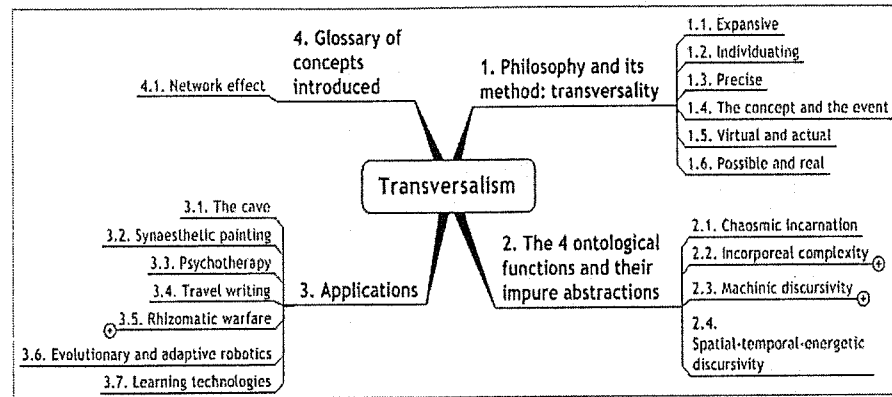 Transversalism
1. Philosophy and its
method: transversality
1.1. Expansive
1.2. Individuating
1.3. Precise
1.4. The concept and the event
1.5. Virtual and actual
1.6. Possible and real
2. The 4 ontological
functions and their
impure abstractions
2.1. Chaosmic incarnation
2.2. Incorporeal complexity
2.3. Machinic discursivity
2.4.
Spatial-temporal-energetic
discursivity
3. Applications
3.1. The cave
3.2. Synaesthetic painting
3.3. Psychotherapy
3.4. Travel writing
3.5. Rhizomatic warfare
3.6. Evolutionary and adaptive robotics
3.7. Learning technologies
4. Glossary of
concepts
introduced
4.1. Network effect